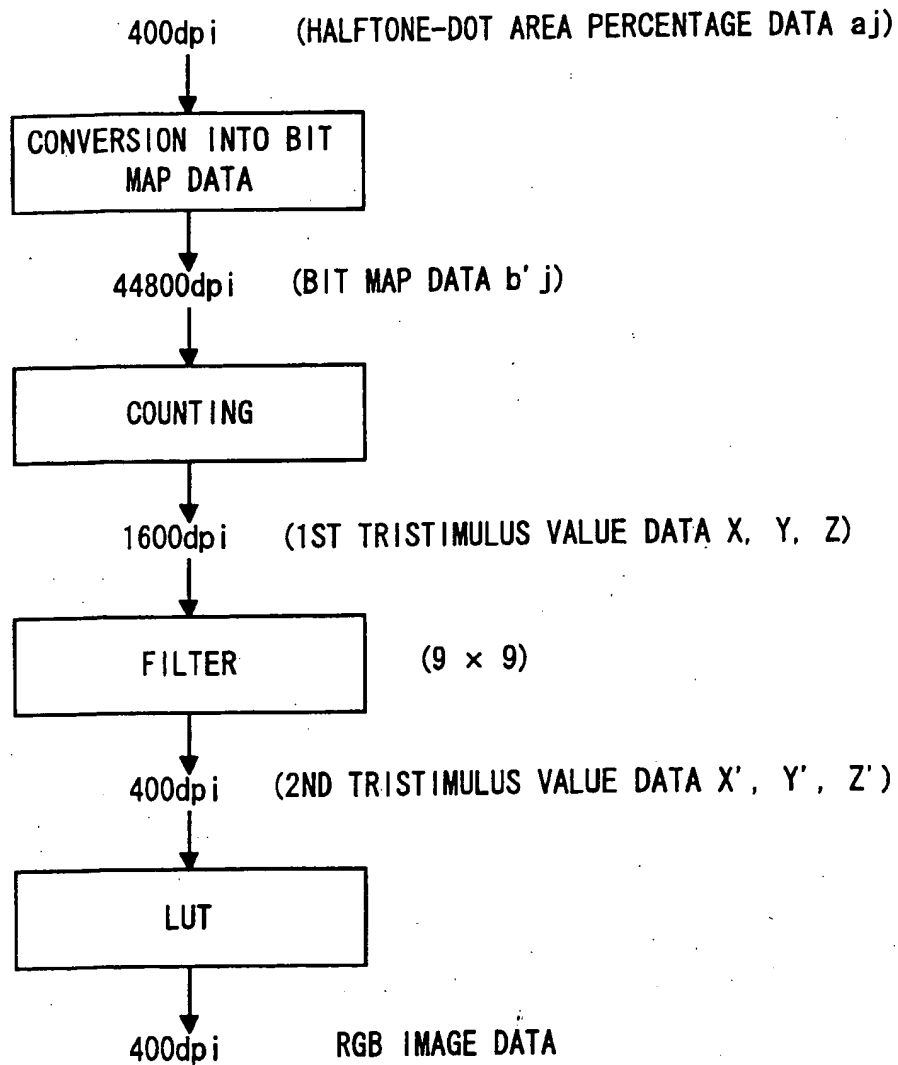 400dpi (HALFTONE-DOT AREA PERCENTAGE DATA aj)
CONVERSION INTO BIT
MAP DATA
44800dpi (BIT MAP DATA b'j)
COUNTING
1600dpi (1ST TRISTIMULUS VALUE DATA X, Y, Z)
FILTER (9 × 9)
400dpi (2ND TRISTIMULUS VALUE DATA X', Y', Z')
LUT
400dpi RGB IMAGE DATA